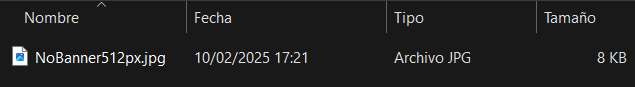 Nombre Fecha Tipo Tamaño
NoBanner512px.jpg 10/02/2025 17:21 Archivo JPG 8 KB